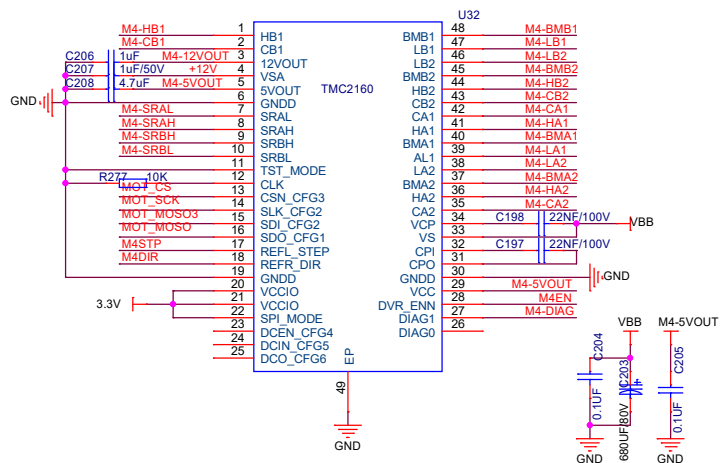 U32
TMC2160
M4-HB1 1 HB1
M4-CB1 2 CB1
C206 1uF M4-12VOUT 3 12VOUT
C207 1uF/50V +12V 4 VSA
C208 4.7uF M4-5VOUT 5 5VOUT
GND 6 GNDD
M4-SRAL 7 SRAL
M4-SRAH 8 SRAH
M4-SRBH 9 SRBH
M4-SRBL 10 SRBL
11 TST_MODE
R277 10K 12 CLK
MOT_CS 13 CSN_CFG3
MOT_SCK 14 SLK_CFG2
MOT_MOSO3 15 SDI_CFG2
MOT_MOSO 16 SDO_CFG1
M4STP 17 REFL_STEP
M4DIR 18 REFR_DIR
19 GNDD
20 VCCIO
3.3V 21 VCCIO
22 SPI_MODE
23 DCEN_CFG4
24 DCIN_CFG5
25 DCO_CFG6
BMB1 48 M4-BMB1
LB1 47 M4-LB1
LB2 46 M4-LB2
BMB2 45 M4-BMB2
HB2 44 M4-HB2
CB2 43 M4-CB2
CA1 42 M4-CA1
HA1 41 M4-HA1
BMA1 40 M4-BMA1
AL1 39 M4-LA1
LA2 38 M4-LA2
BMA2 37 M4-BMA2
HA2 36 M4-HA2
CA2 35 M4-CA2
VCP 34 C198 22NF/100V VBB
VS 33
CPI 32 C197 22NF/100V
CPO 31
GNDD 30 GND
VCC 29 M4-5VOUT
DVR_ENN 28 M4EN
DIAG1 27 M4-DIAG
DIAG0 26
EP
49
GND
VBB M4-5VOUT
C204 C203 C205
0.1UF 680UF/80V 0.1UF
+
GND GND